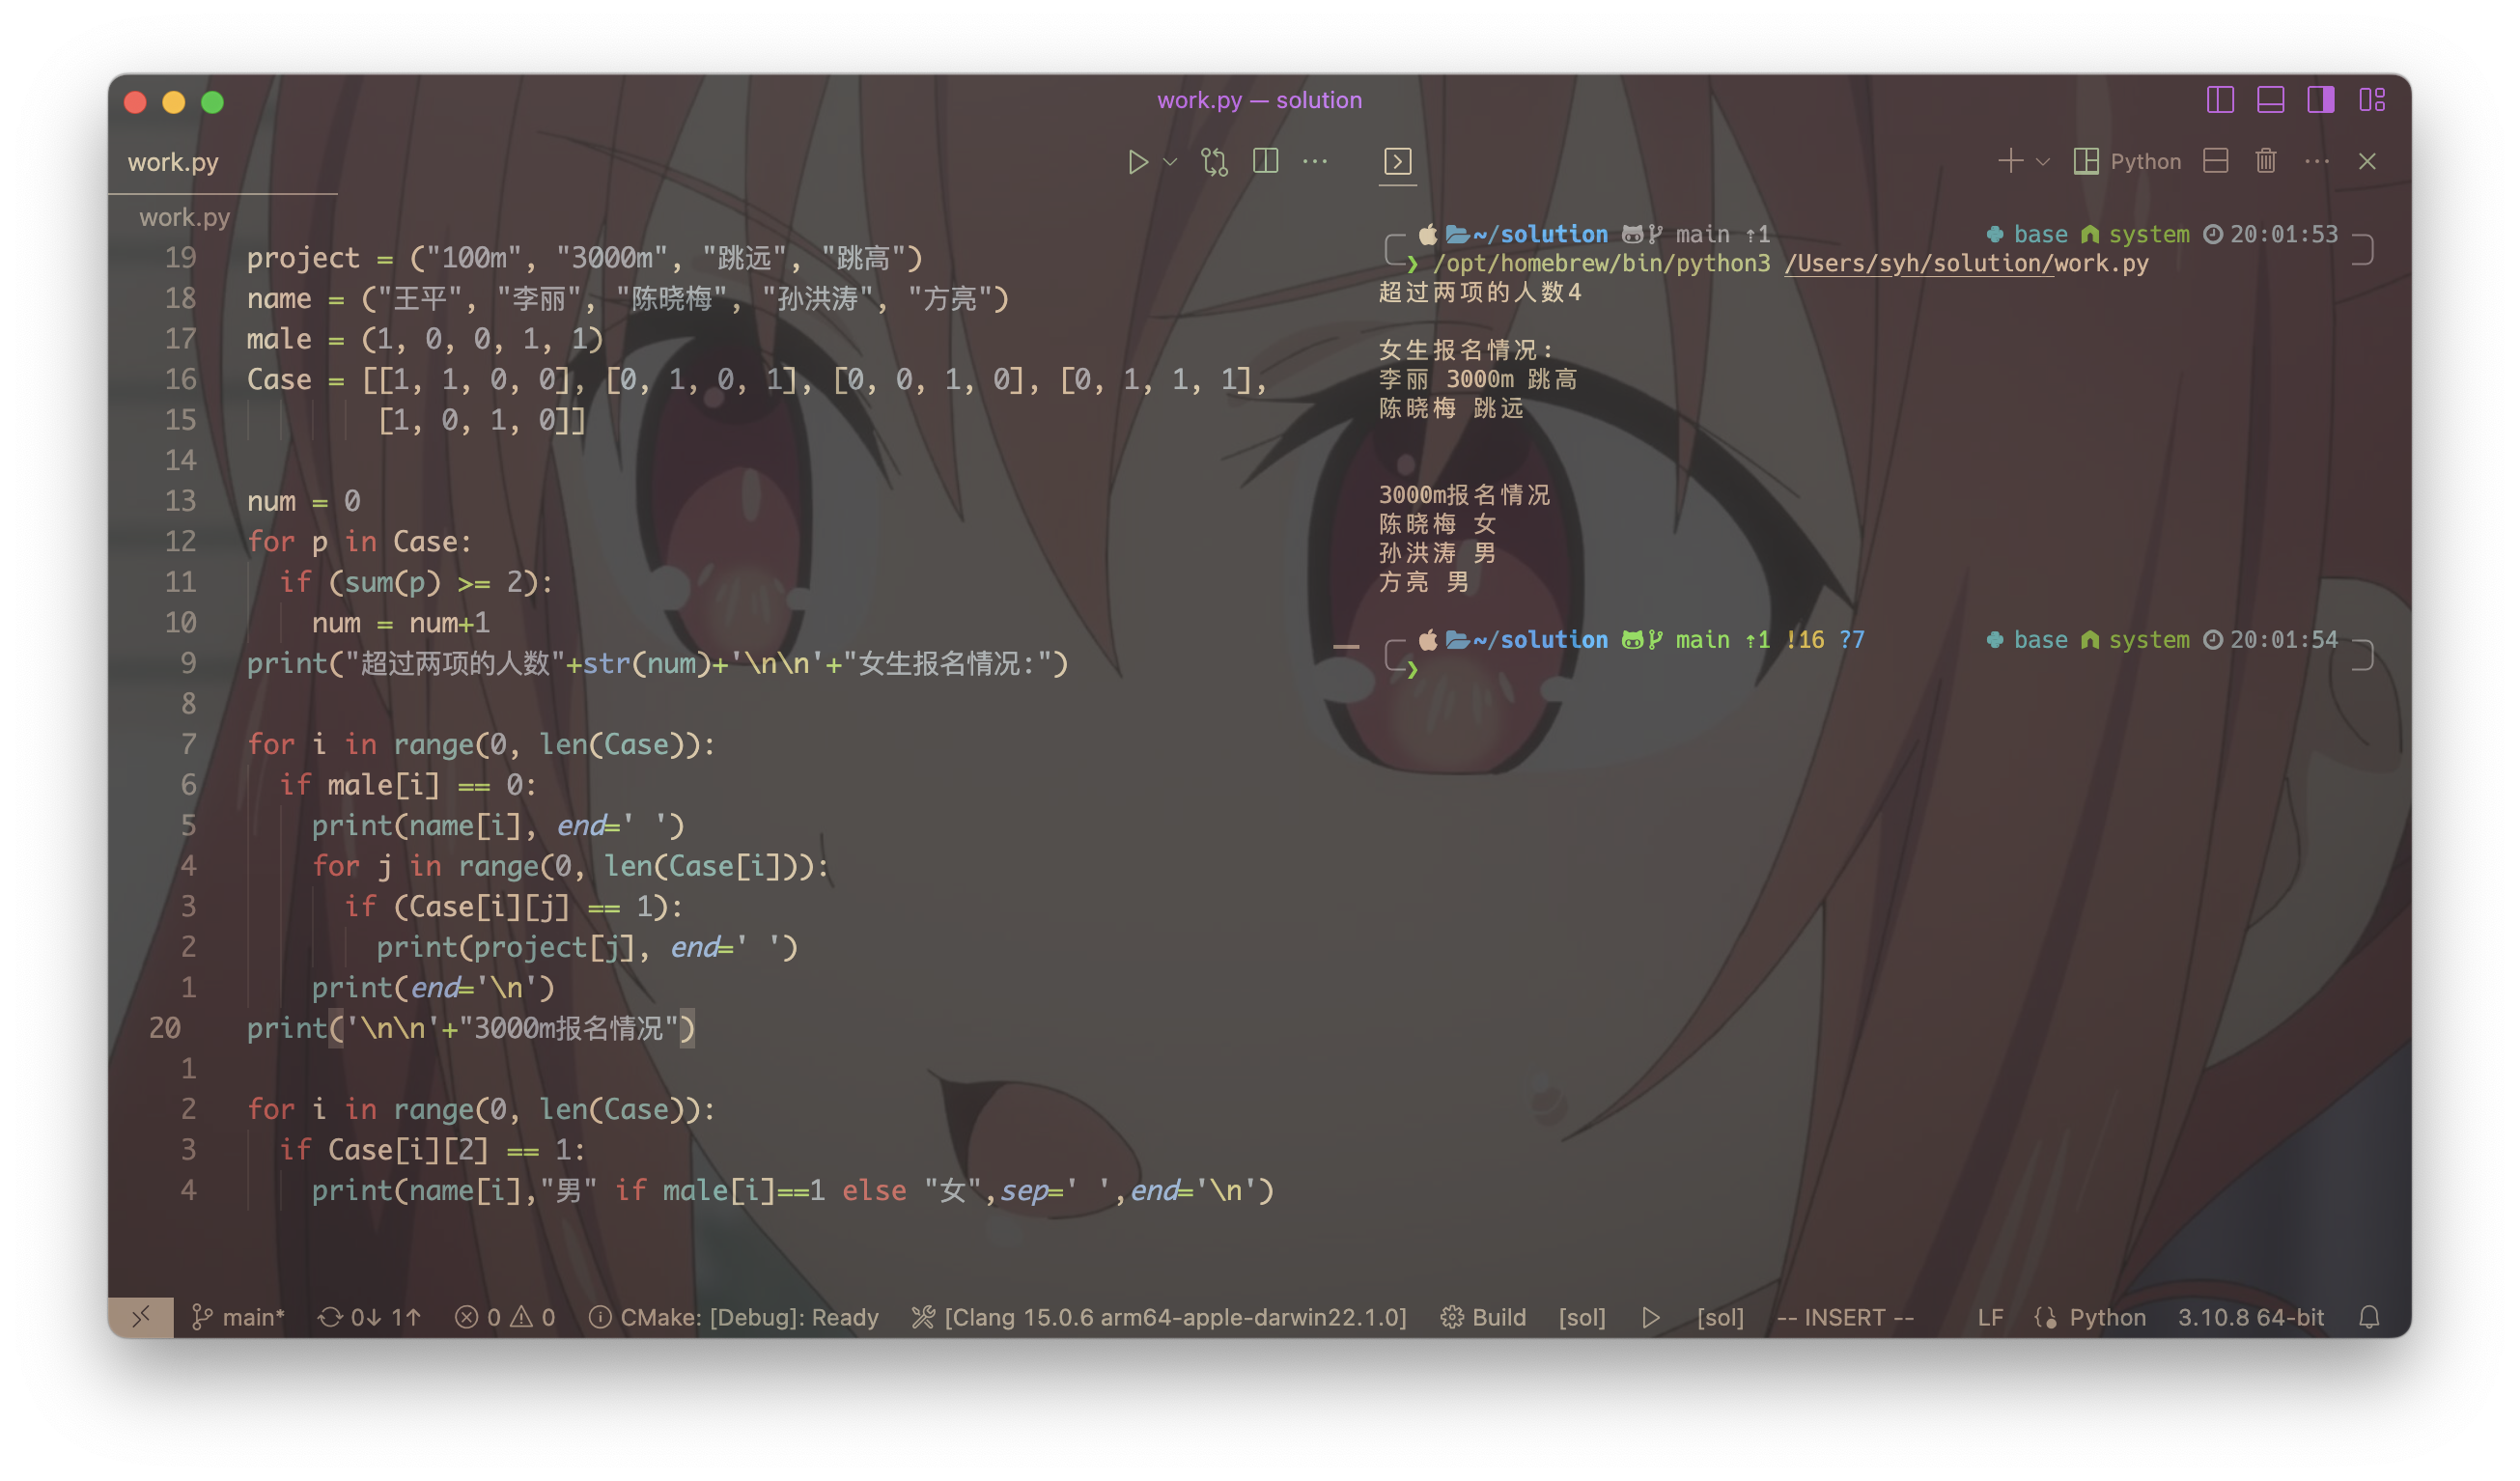 work.py — solution
work.py
work.py
19 project = ("100m", "3000m", "跳远", "跳高")
18 name = ("王平", "李丽", "陈晓梅", "孙洪涛", "方亮")
17 male = (1, 0, 0, 1, 1)
16 Case = [[1, 1, 0, 0], [0, 1, 0, 1], [0, 0, 1, 0], [0, 1, 1, 1],
15 [1, 0, 1, 0]]
14
13 num = 0
12 for p in Case:
11 if (sum(p) >= 2):
10 num = num+1
9 print("超过两项的人数"+str(num)+'\n\n'+"女生报名情况:")
8
7 for i in range(0, len(Case)):
6 if male[i] == 0:
5 print(name[i], end=' ')
4 for j in range(0, len(Case[i])):
3 if (Case[i][j] == 1):
2 print(project[j], end=' ')
1 print(end='\n')
20 print('\n\n'+"3000m报名情况")
1
2 for i in range(0, len(Case)):
3 if Case[i][2] == 1:
4 print(name[i],"男" if male[i]==1 else "女",sep=' ',end='\n')
Python
~/solution main ⇡1 base system 20:01:53
❯ /opt/homebrew/bin/python3 /Users/syh/solution/work.py
超过两项的人数4
女生报名情况:
李丽 3000m 跳高
陈晓梅 跳远
3000m报名情况
陈晓梅 女
孙洪涛 男
方亮 男
~/solution main ⇡1 !16 ?7 base system 20:01:54
❯
main* 0↓ 1↑ 0 0 CMake: [Debug]: Ready [Clang 15.0.6 arm64-apple-darwin22.1.0] Build [sol] [sol] -- INSERT -- LF Python 3.10.8 64-bit